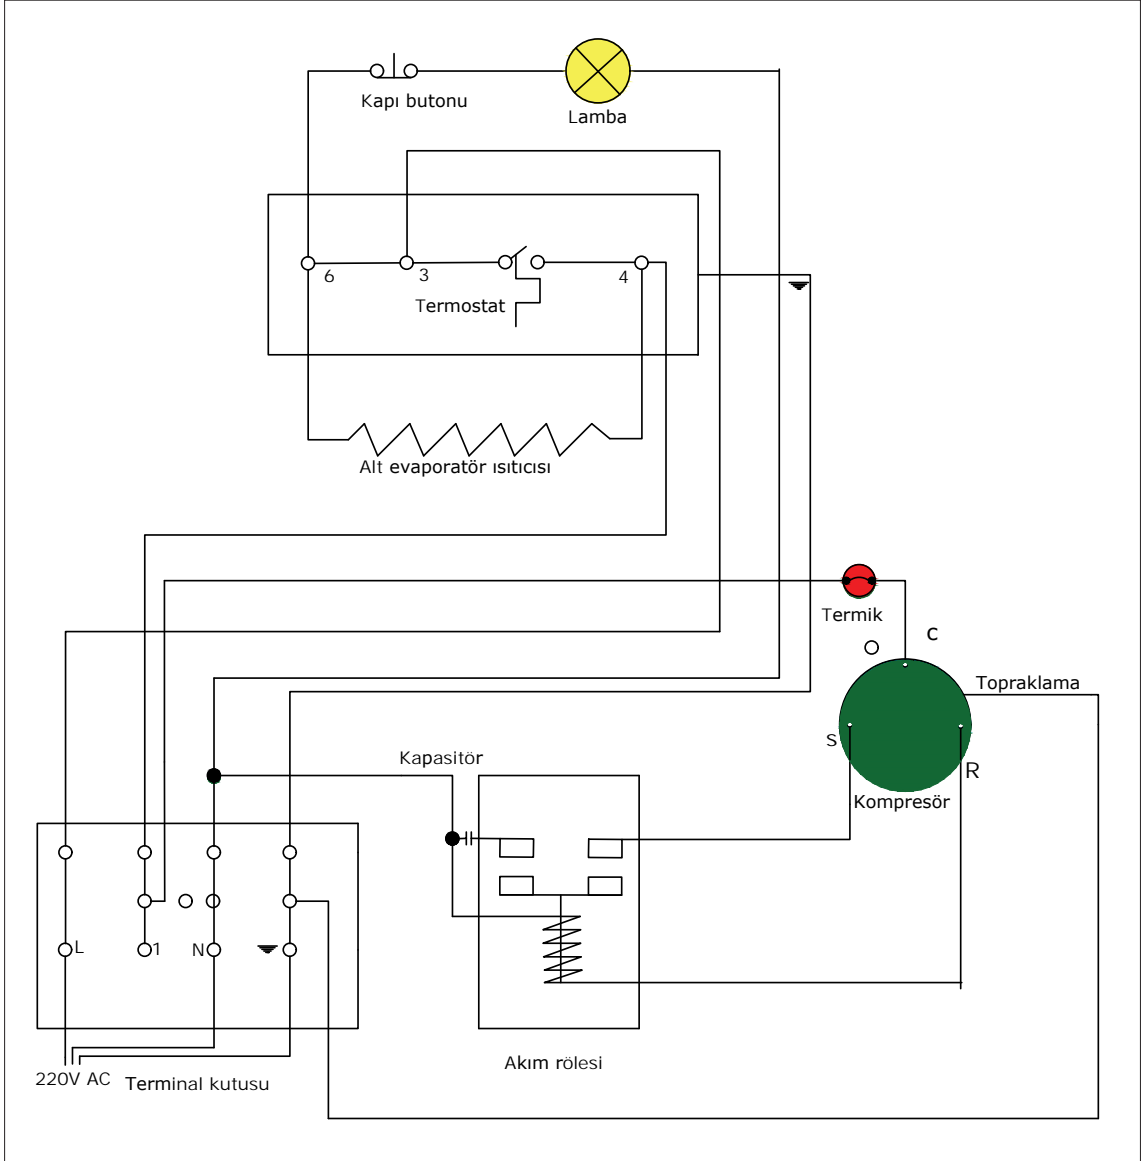 Kapı butonu
Lamba
6
3
4
Termostat
Alt evaporatör ısıtıcısı
Termik
C
Topraklama
S
R
Kompresör
Kapasitör
L
1
N
Akım rölesi
220V AC
Terminal kutusu